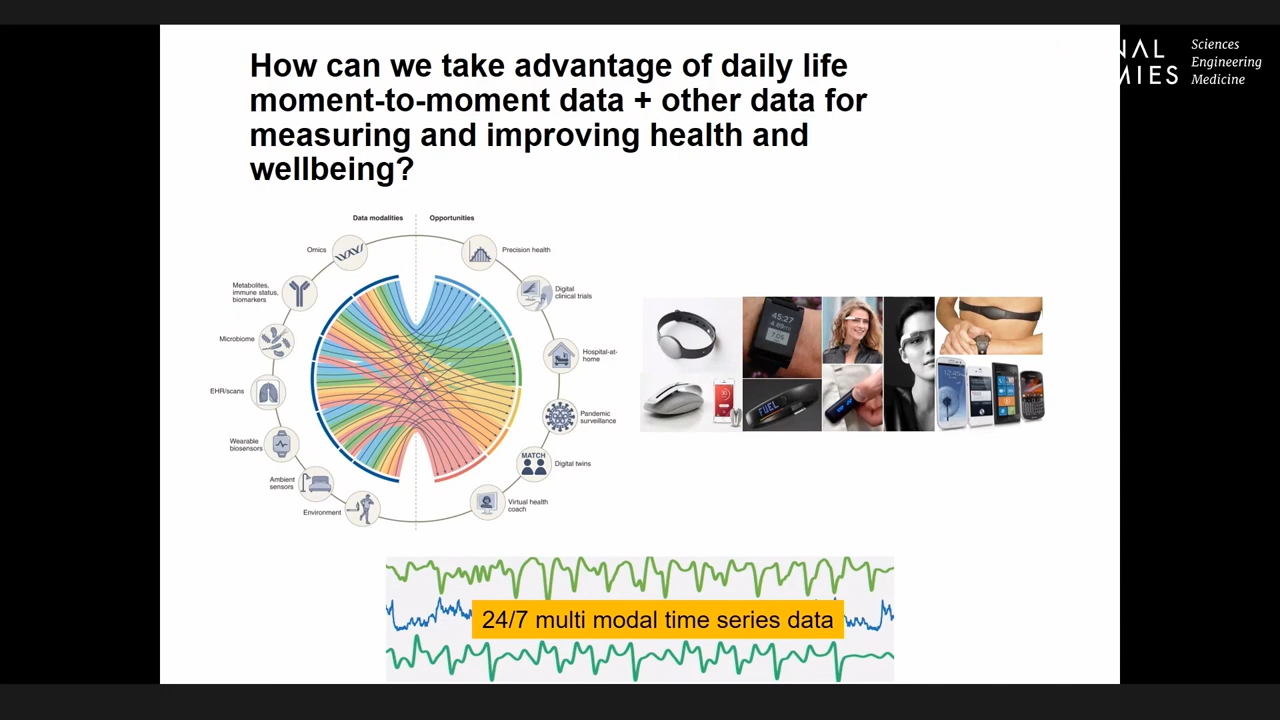 How can we take advantage of daily life
moment-to-moment data + other data for
measuring and improving health and
wellbeing?
NAL
MIES
Sciences
Engineering
Medicine
Data modalities
Opportunities
Omics
Metabolites,
immune status,
biomarkers
Microbiome
EHR/scans
Wearable
biosensors
Ambient
sensors
Environment
Precision health
Digital
clinical trials
Hospital-at-
home
Pandemic
surveillance
MATCH
Digital twins
Virtual health
coach
45:27
FUEL
24/7 multi modal time series data